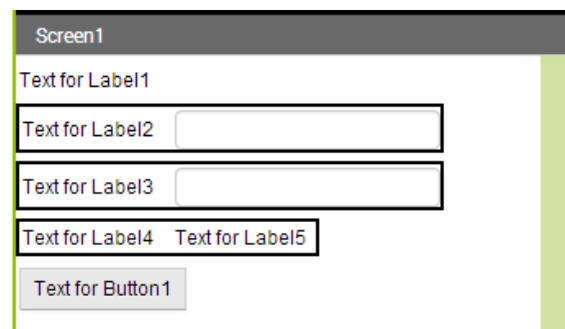 Screen1
Text for Label1
Text for Label2
Text for Label3
Text for Label4 Text for Label5
Text for Button1